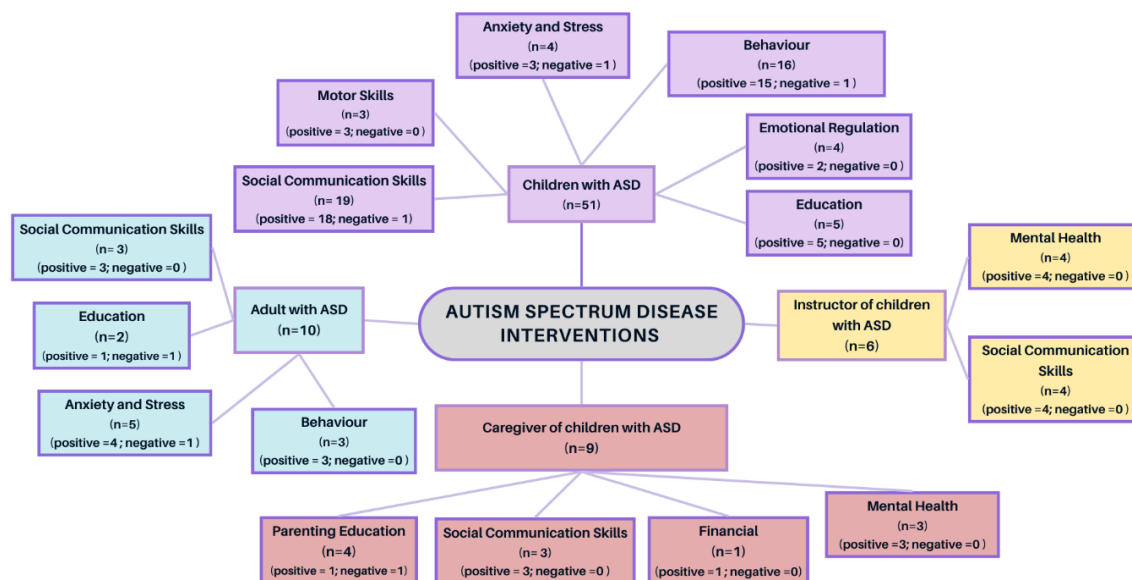 Anxiety and Stress
(n=4)
(positive =3; negative =1 )
Behaviour
(n=16)
(positive =15 ; negative = 1 )
Motor Skills
(n=3)
(positive = 3; negative =0 )
Emotional Regulation
(n=4)
(positive = 2; negative =0 )
Social Communication Skills
(n= 19)
(positive = 18; negative = 1 )
Children with ASD
(n=51)
Education
(n=5)
(positive = 5; negative = 0)
Social Communication Skills
(n= 3)
(positive = 3; negative =0 )
Mental Health
(n=4)
(positive =4; negative =0 )
Adult with ASD
(n=10)
AUTISM SPECTRUM DISEASE
INTERVENTIONS
Instructor of children
with ASD
(n=6)
Education
(n=2)
(positive = 1; negative =1 )
Social Communication
Skills
(n=4)
(positive =4; negative =0 )
Anxiety and Stress
(n=5)
(positive =4 ; negative =1 )
Behaviour
(n=3)
(positive = 3; negative =0 )
Caregiver of children with ASD
(n=9)
Parenting Education
(n=4)
(positive = 1; negative =1 )
Social Communication Skills
(n= 3)
(positive = 3; negative =0 )
Financial
(n=1)
(positive =1 ; negative =0)
Mental Health
(n=3)
(positive =3; negative =0 )